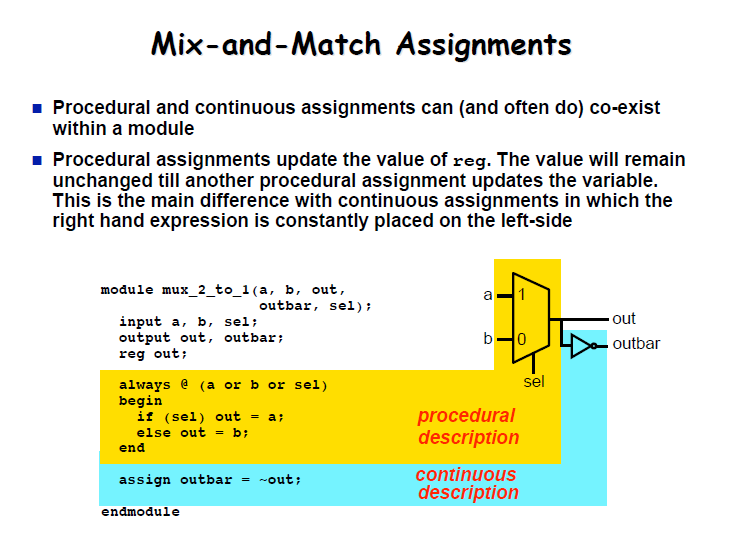 Mix-and-Match Assignments
Procedural and continuous assignments can (and often do) co-exist
within a module
Procedural assignments update the value of reg. The value will remain
unchanged till another procedural assignment updates the variable.
This is the main difference with continuous assignments in which the
right hand expression is constantly placed on the left-side
module mux_2_to_1(a, b, out,
outbar, sel);
input a, b, sel;
output out, outbar;
reg out;
always @ (a or b or sel)
begin
if (sel) out = a;
else out = b;
end
assign outbar = ~out;
endmodule
a
1
b
0
sel
out
outbar
procedural
description
continuous
description